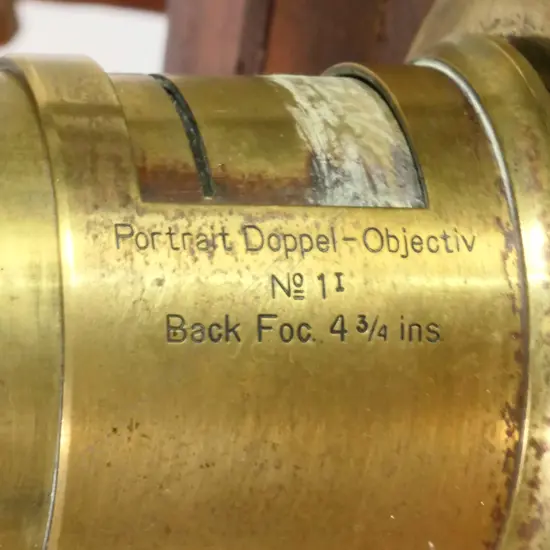 Portrait Doppel-Objectiv
№ 1 I
Back Foc. 4 3/4 ins.